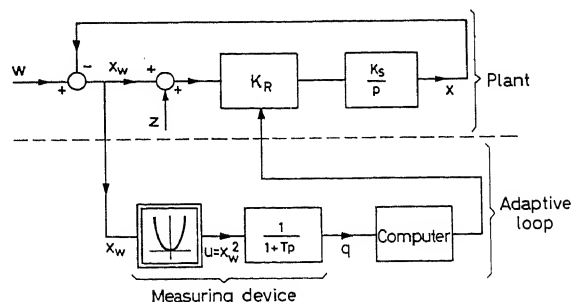 w
+
−
x_w
+
+
z
K_R
K_S
p
x
Plant
x_w
u=x_w^2
1
1+Tp
q
Computer
Adaptive
loop
Measuring device